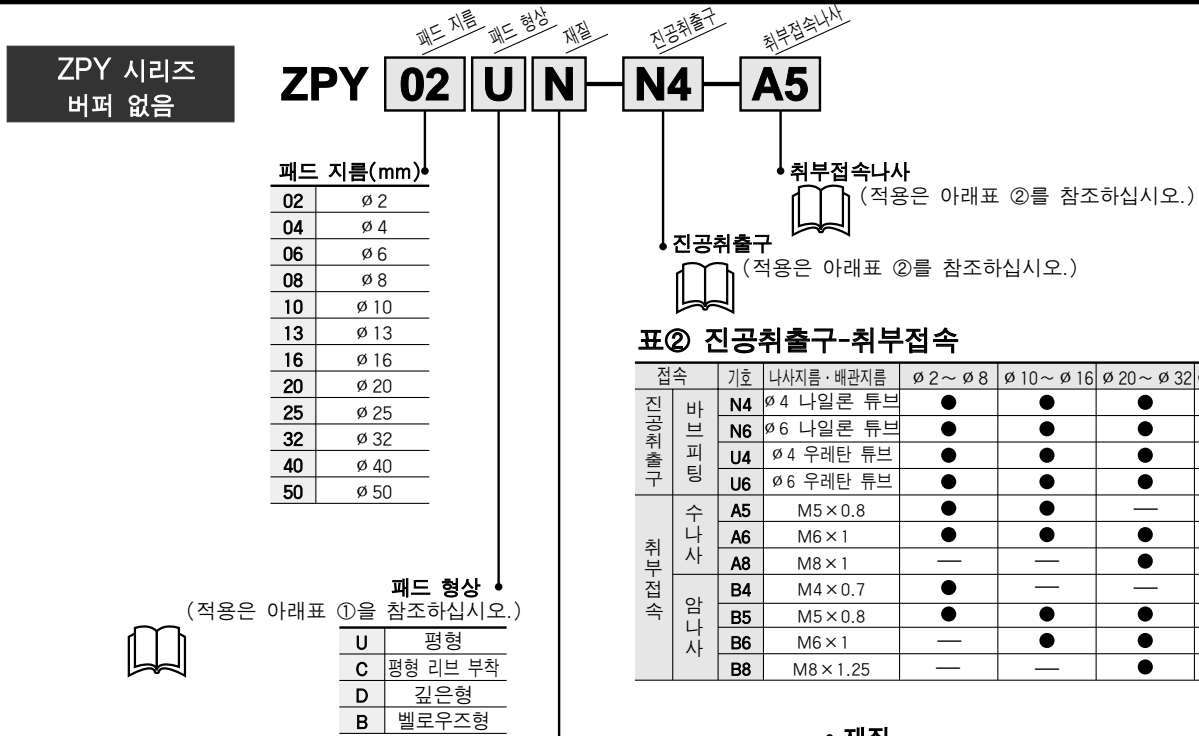 패드 지름 패드 형상 재질 진공취출구 취부접속나사
ZPY 시리즈
버퍼 없음
ZPY 02 U N - N4 - A5
패드 지름(mm)
02 ø2
04 ø4
06 ø6
08 ø8
10 ø10
13 ø13
16 ø16
20 ø20
25 ø25
32 ø32
40 ø40
50 ø50
취부접속나사
(적용은 아래표 ②를 참조하십시오.)
진공취출구
(적용은 아래표 ②를 참조하십시오.)
표② 진공취출구-취부접속
접속 기호 나사지름·배관지름 ø2~ø8 ø10~ø16 ø20~ø32
진공취출구 바브피팅 N4 ø4 나일론 튜브 ● ● ●
N6 ø6 나일론 튜브 ● ● ●
U4 ø4 우레탄 튜브 ● ● ●
U6 ø6 우레탄 튜브 ● ● ●
취부접속 수나사 A5 M5×0.8 ● ● —
A6 M6×1 ● ● ●
A8 M8×1 — — ●
암나사 B4 M4×0.7 ● — —
B5 M5×0.8 ● ● ●
B6 M6×1 — ● ●
B8 M8×1.25 — — ●
패드 형상
(적용은 아래표 ①을 참조하십시오.)
U 평형
C 평형 리브 부착
D 깊은형
B 벨로우즈형
재질